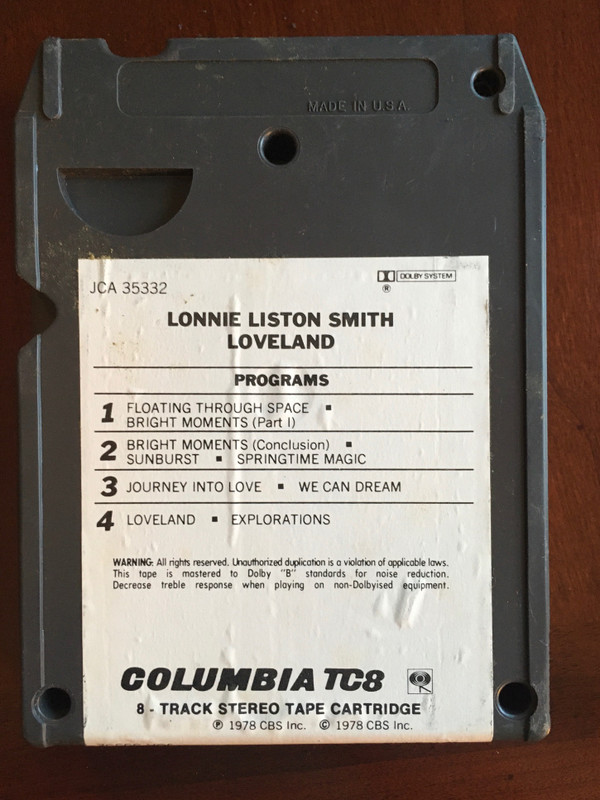 MADE IN U.S.A.
JCA 35332
DOLBY SYSTEM
®
LONNIE LISTON SMITH
LOVELAND
PROGRAMS
1 FLOATING THROUGH SPACE ▪
BRIGHT MOMENTS (Part I)
2 BRIGHT MOMENTS (Conclusion) ▪
SUNBURST ▪ SPRINGTIME MAGIC
3 JOURNEY INTO LOVE ▪ WE CAN DREAM
4 LOVELAND ▪ EXPLORATIONS
WARNING: All rights reserved. Unauthorized duplication is a violation of applicable laws.
This tape is mastered to Dolby "B" standards for noise reduction.
Decrease treble response when playing on non-Dolbyised equipment.
COLUMBIA TC8
8 - TRACK STEREO TAPE CARTRIDGE
℗ 1978 CBS Inc. © 1978 CBS Inc.